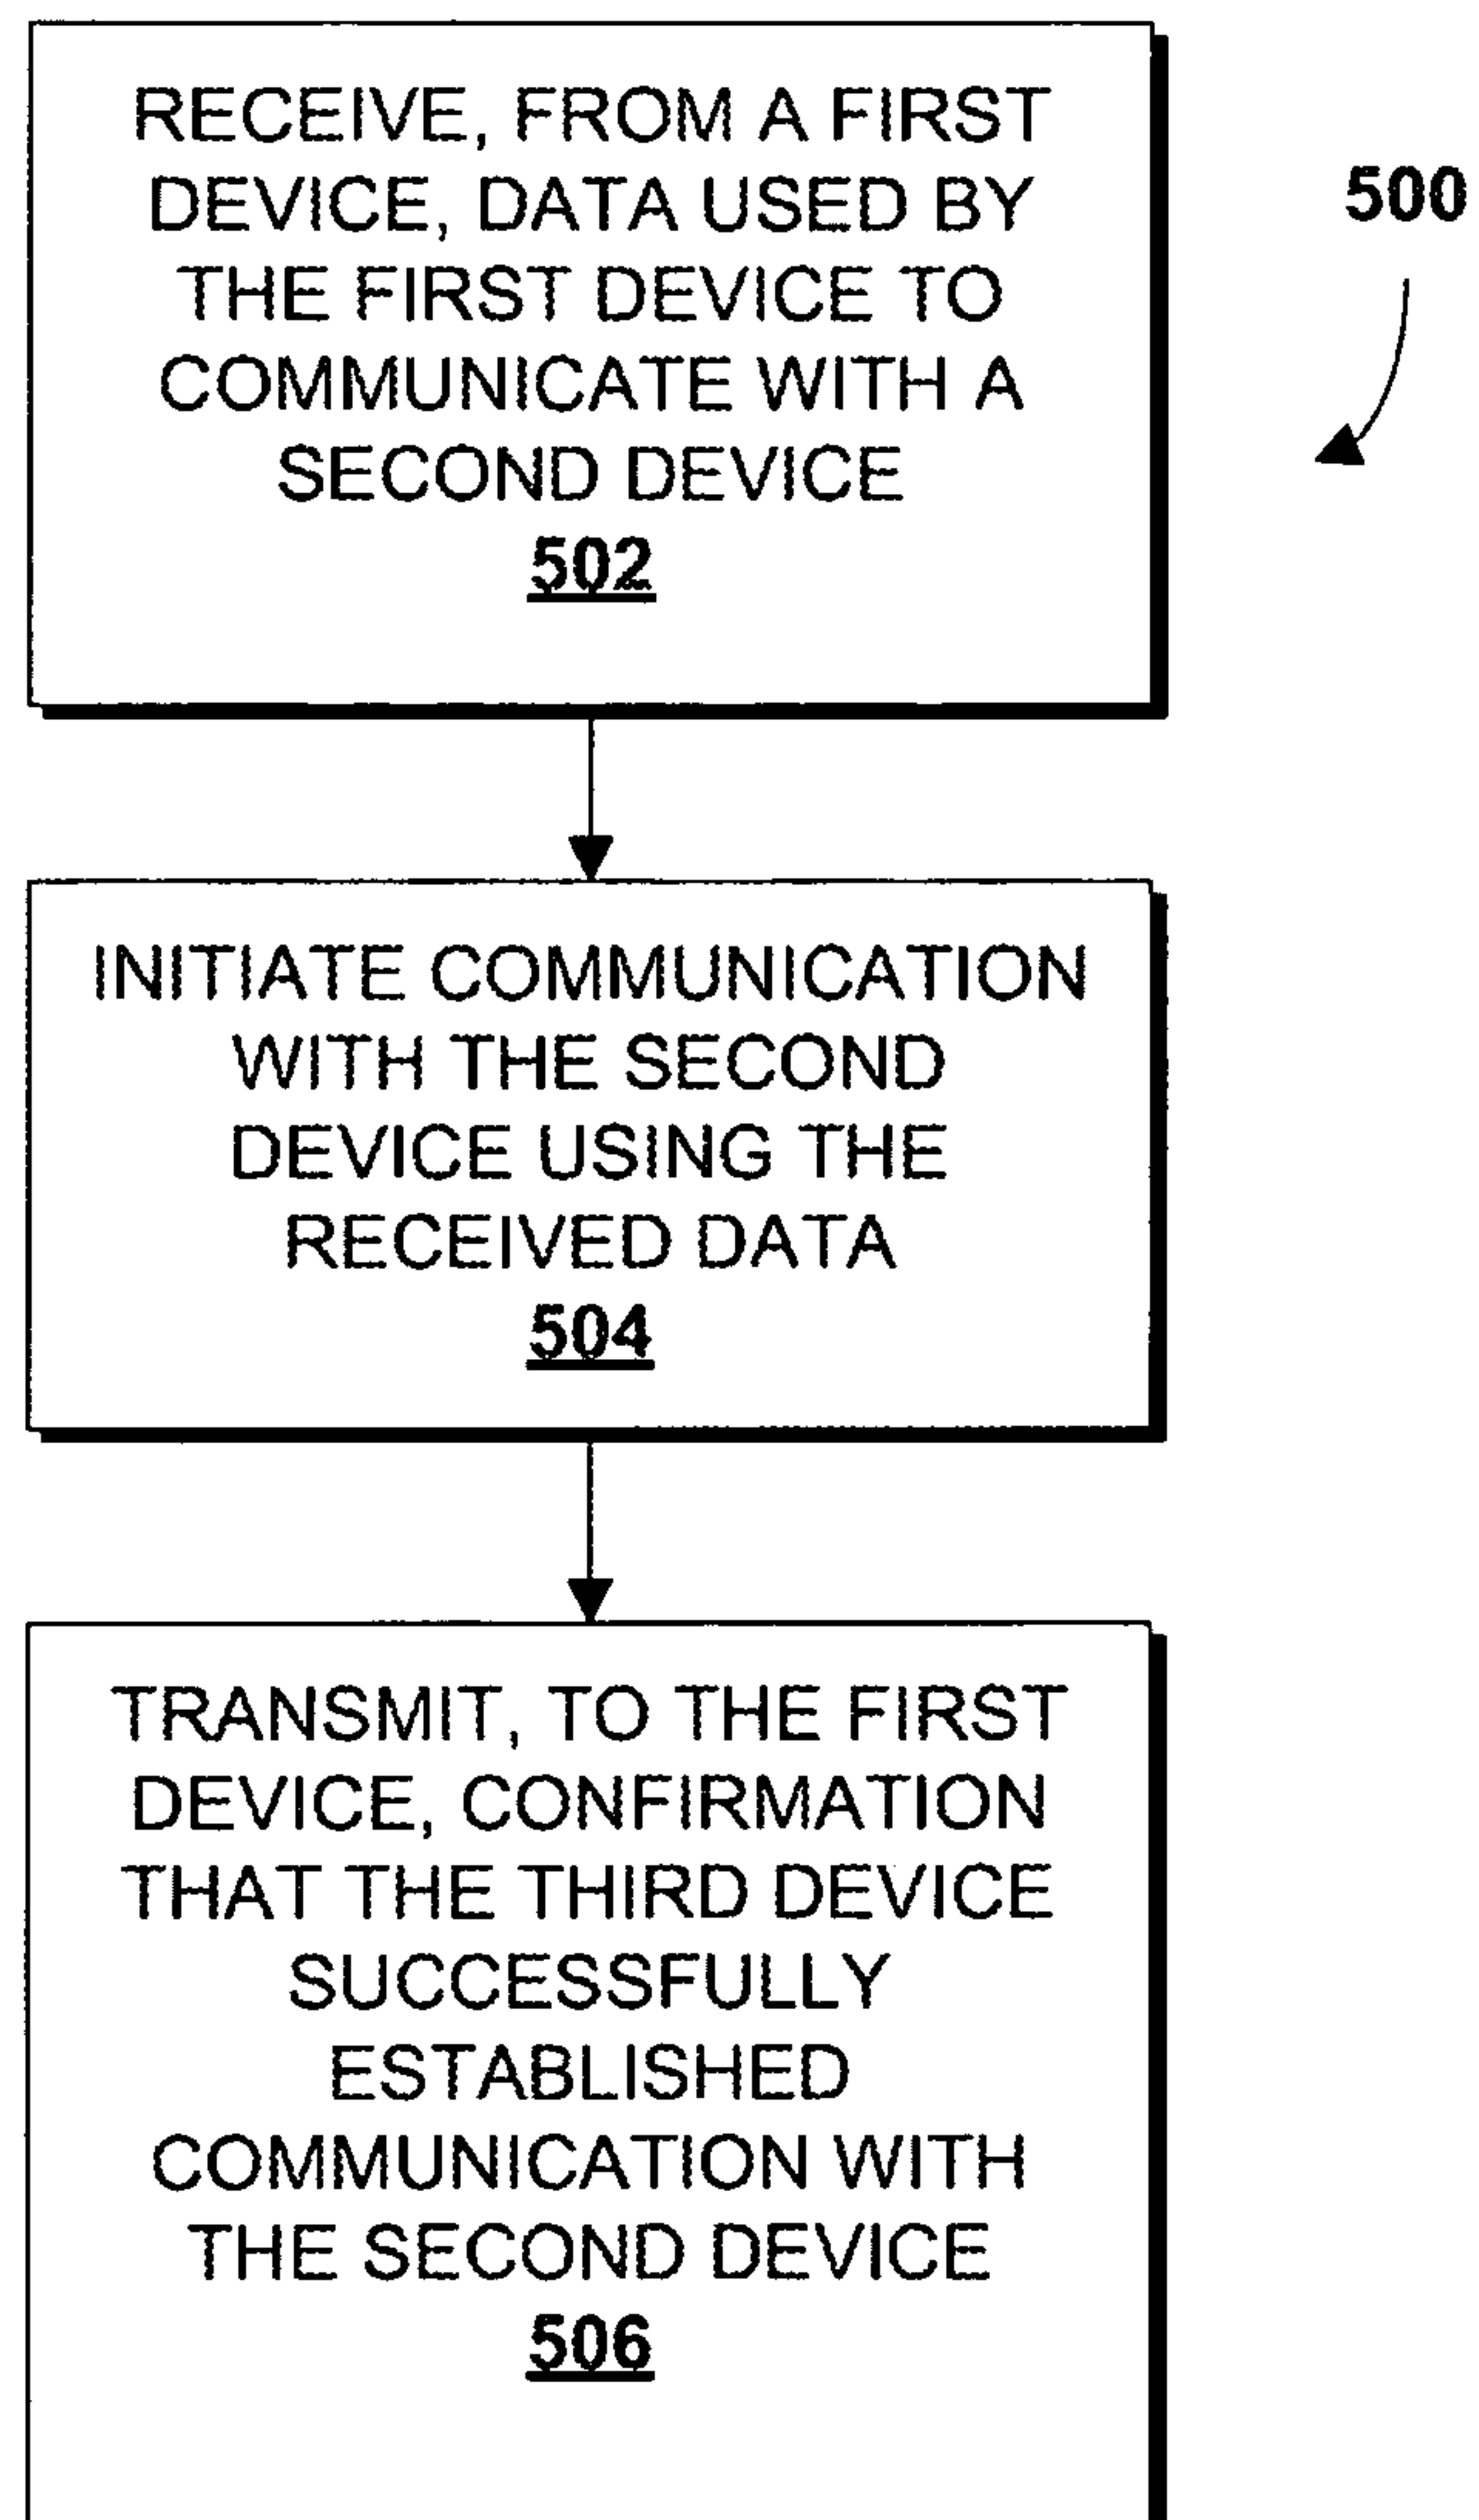 RECEIVE, FROM A FIRST
DEVICE, DATA USED BY
THE FIRST DEVICE TO
COMMUNICATE WITH A
SECOND DEVICE
502
500
INITIATE COMMUNICATION
WITH THE SECOND
DEVICE USING THE
RECEIVED DATA
504
TRANSMIT, TO THE FIRST
DEVICE, CONFIRMATION
THAT THE THIRD DEVICE
SUCCESSFULLY
ESTABLISHED
COMMUNICATION WITH
THE SECOND DEVICE
506